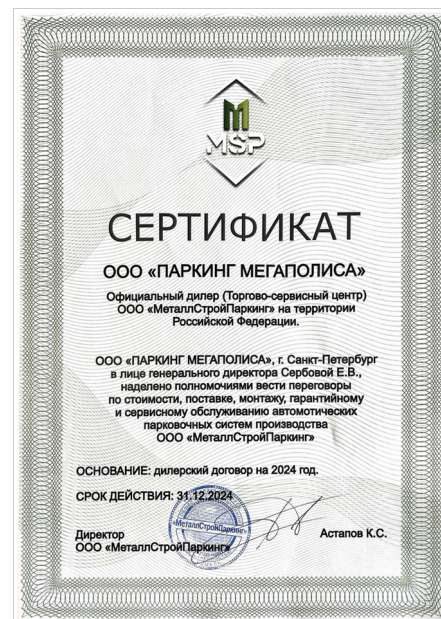 MSP
СЕРТИФИКАТ
ООО «ПАРКИНГ МЕГАПОЛИСА»
Официальный дилер (Торгово-сервисный центр)
ООО «МеталлСтройПаркинг» на территории
Российской Федерации.
ООО «ПАРКИНГ МЕГАПОЛИСА», г. Санкт-Петербург
в лице генерального директора Сербовой Е.В.,
наделено полномочиями вести переговоры
по стоимости, поставке, монтажу, гарантийному
и сервисному обслуживанию автомотических
парковочных систем производства
ООО «МеталлСтройПаркинг»
ОСНОВАНИЕ: дилерский договор на 2024 год.
СРОК ДЕЙСТВИЯ: 31.12.2024
«МеталлСтройПаркинг»
Директор
Астапов К.С.
ООО «МеталлСтройПаркинг»